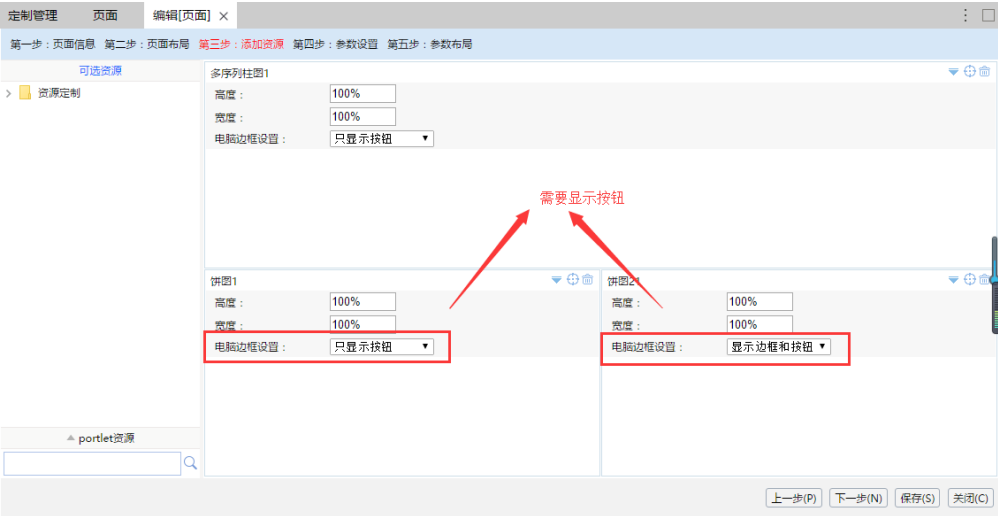 定制管理 页面 编辑[页面]
第一步：页面信息 第二步：页面布局 第三步：添加资源 第四步：参数设置 第五步：参数布局
可选资源
资源定制
多序列柱图1
高度： 100%
宽度： 100%
电脑边框设置： 只显示按钮
需要显示按钮
饼图1
高度： 100%
宽度： 100%
电脑边框设置： 只显示按钮
饼图21
高度： 100%
宽度： 100%
电脑边框设置： 显示边框和按钮
portlet资源
上一步(P) 下一步(N) 保存(S) 关闭(C)